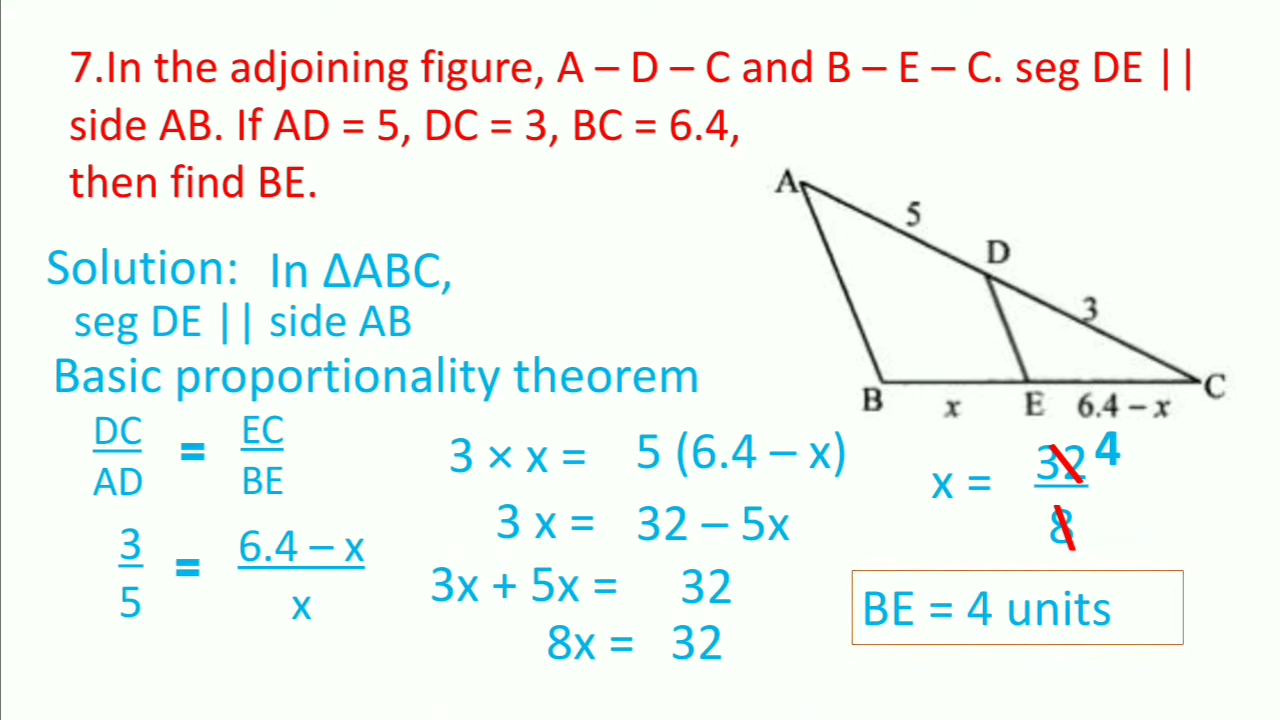 7.In the adjoining figure, A – D – C and B – E – C. seg DE ||
side AB. If AD = 5, DC = 3, BC = 6.4,
then find BE.
A
5
D
3
C
B
x
E
6.4 – x
Solution: In ΔABC,
seg DE || side AB
Basic proportionality theorem
DC = EC
AD BE
3 = 6.4 – x
5 x
3 × x = 5 (6.4 – x)
3 x = 32 – 5x
3x + 5x = 32
8x = 32
x = 32 4
8
BE = 4 units